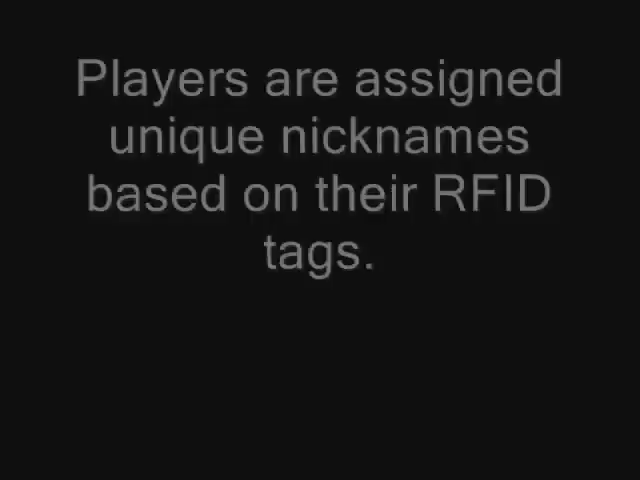 Players are assigned
unique nicknames
based on their RFID
tags.